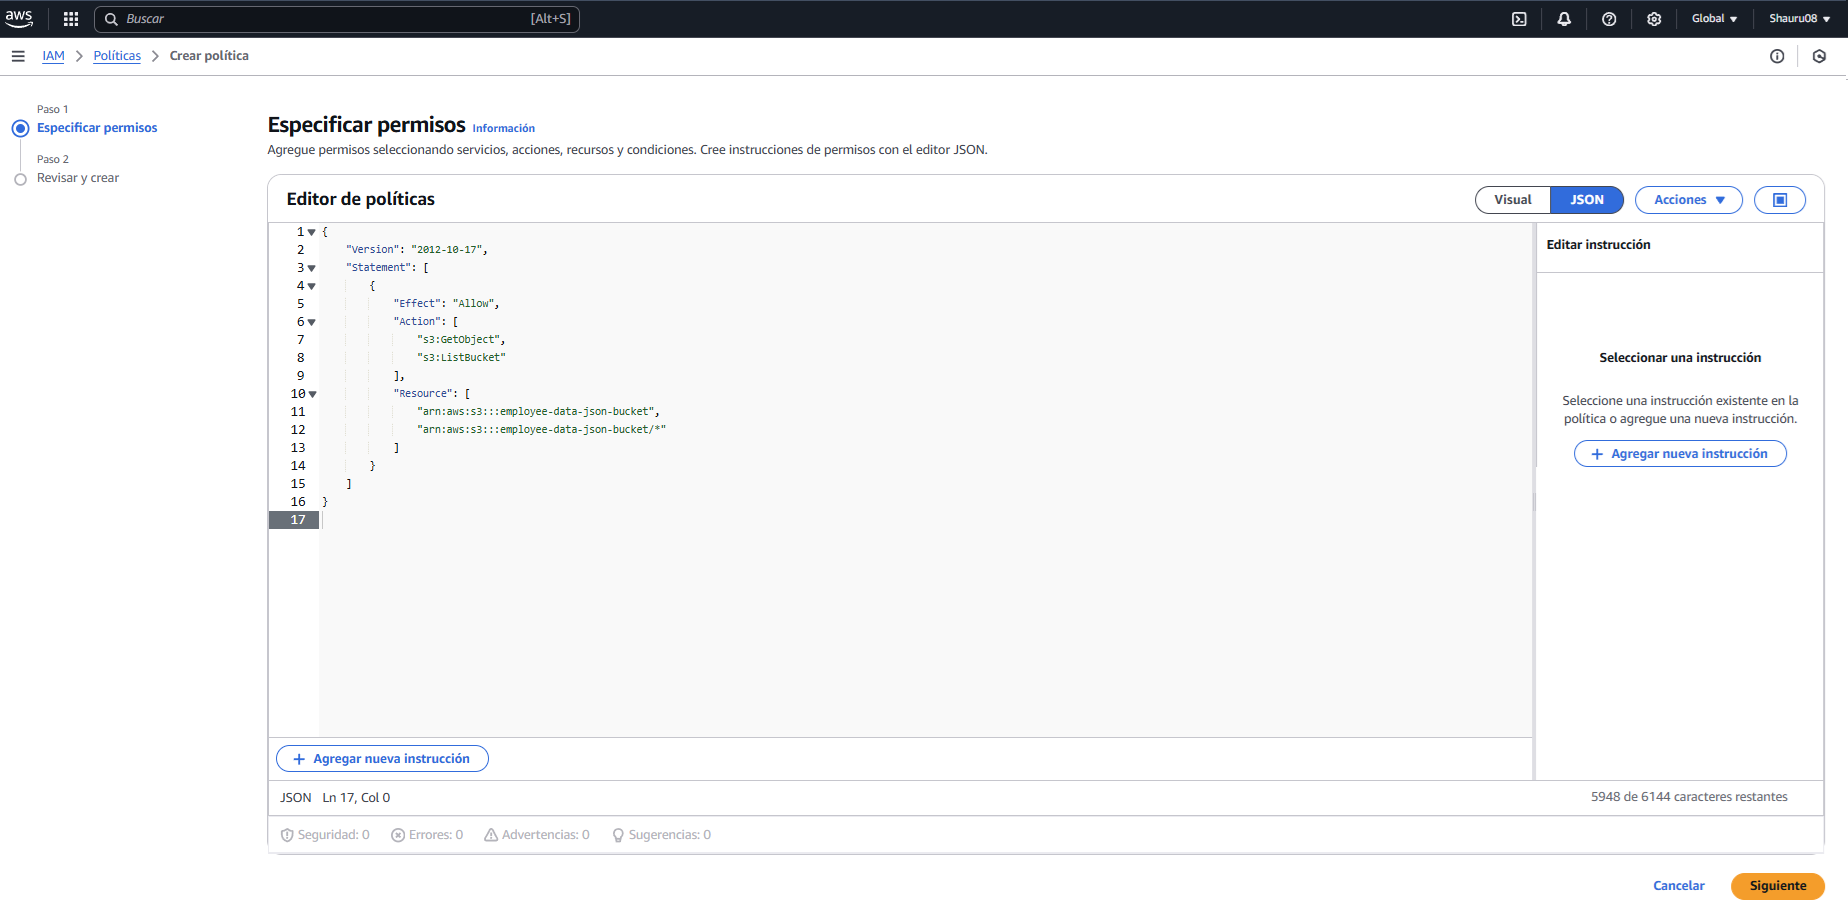 aws
Buscar [Alt+S]
Global
Shauru08
IAM > Políticas > Crear política
Paso 1
Especificar permisos
Paso 2
Revisar y crear
Especificar permisos Información
Agregue permisos seleccionando servicios, acciones, recursos y condiciones. Cree instrucciones de permisos con el editor JSON.
Editor de políticas
Visual
JSON
Acciones
1 {
2 "Version": "2012-10-17",
3 "Statement": [
4 {
5 "Effect": "Allow",
6 "Action": [
7 "s3:GetObject",
8 "s3:ListBucket"
9 ],
10 "Resource": [
11 "arn:aws:s3:::employee-data-json-bucket",
12 "arn:aws:s3:::employee-data-json-bucket/*"
13 ]
14 }
15 ]
16 }
17
Editar instrucción
Seleccionar una instrucción
Seleccione una instrucción existente en la
política o agregue una nueva instrucción.
+ Agregar nueva instrucción
+ Agregar nueva instrucción
JSON Ln 17, Col 0
5948 de 6144 caracteres restantes
Seguridad: 0
Errores: 0
Advertencias: 0
Sugerencias: 0
Cancelar
Siguiente